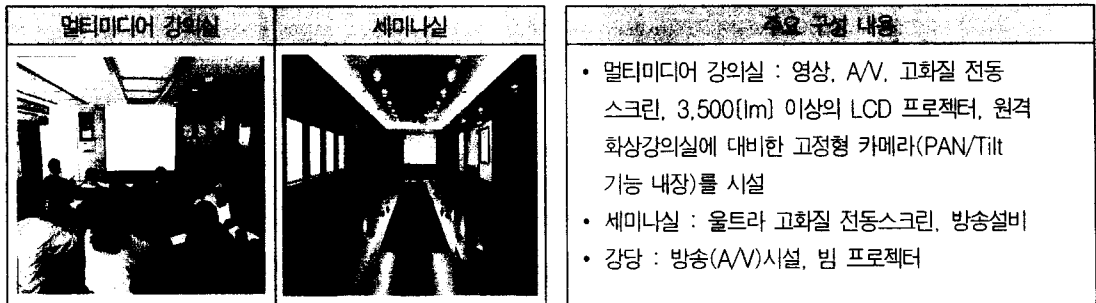 멀티미디어 강의실
세미나실
주요 구성 내용
• 멀티미디어 강의실 : 영상, A/V, 고화질 전동
스크린, 3,500[lm] 이상의 LCD 프로젝터, 원격
화상강의실에 대비한 고정형 카메라(PAN/Tilt
기능 내장)를 시설
• 세미나실 : 울트라 고화질 전동스크린, 방송설비
• 강당 : 방송(A/V)시설, 빔 프로젝터